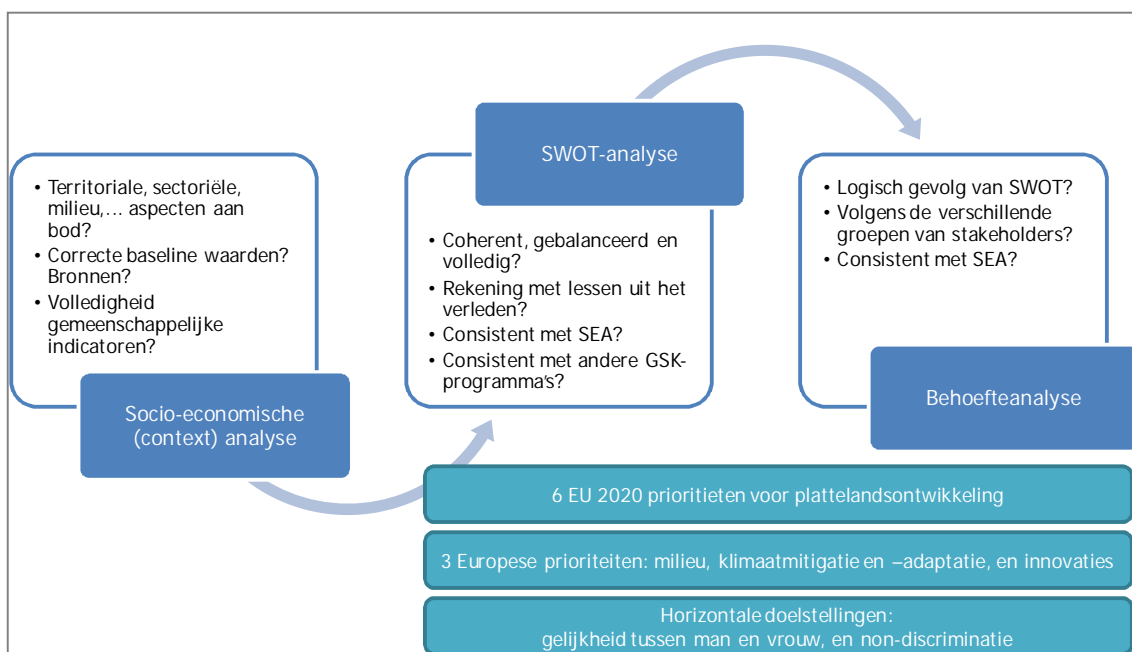 • Territoriale, sectoriële,
milieu,... aspecten aan
bod?
• Correcte baseline waarden?
Bronnen?
• Volledigheid
gemeenschappelijke
indicatoren?
Socio-economische
(context) analyse
SWOT-analyse
• Coherent, gebalanceerd en
volledig?
• Rekening met lessen uit het
verleden?
• Consistent met SEA?
• Consistent met andere GSK-
programma's?
• Logisch gevolg van SWOT?
• Volgens de verschillende
groepen van stakeholders?
• Consistent met SEA?
Behoefteanalyse
6 EU 2020 prioritieten voor plattelandsontwikkeling
3 Europese prioriteiten: milieu, klimaatmitigatie en –adaptatie, en innovaties
Horizontale doelstellingen:
gelijkheid tussen man en vrouw, en non-discriminatie